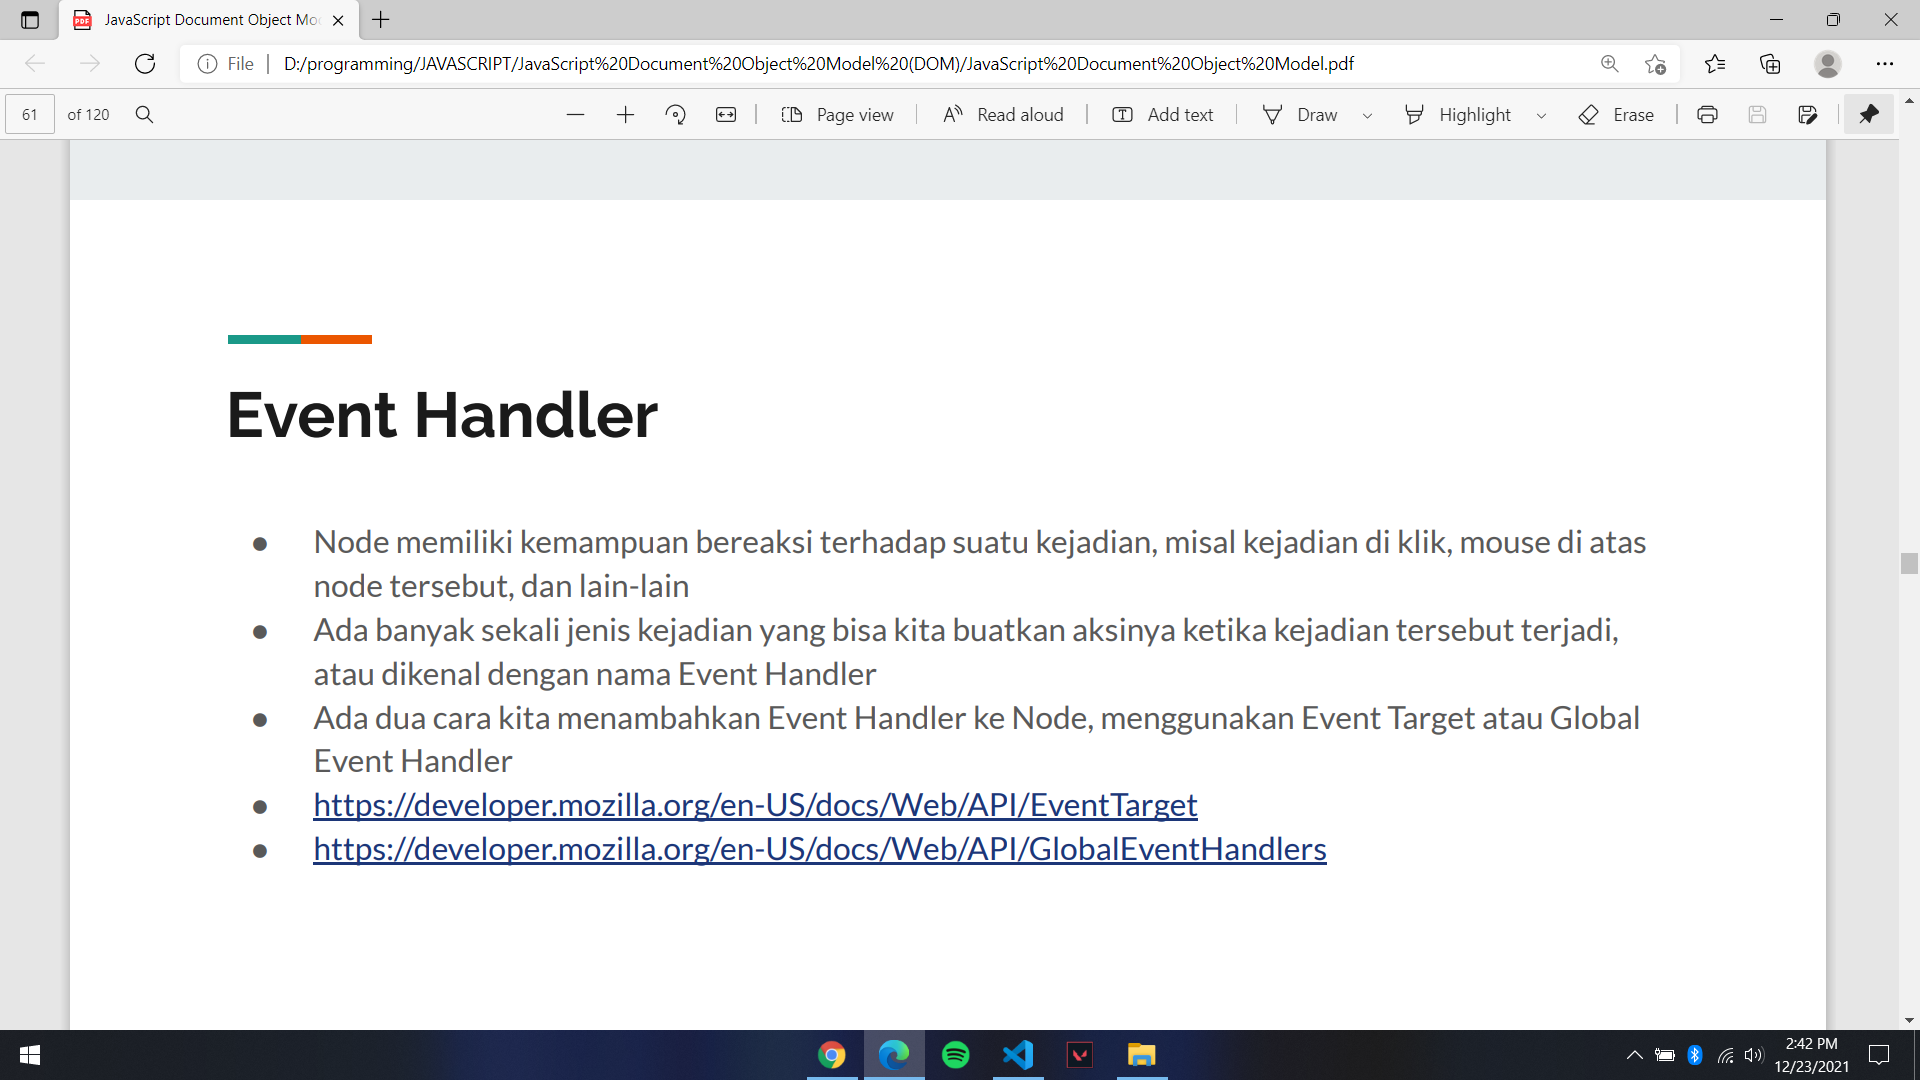 JavaScript Document Object Mo
File
D:/programming/JAVASCRIPT/JavaScript%20Document%20Object%20Model%20(DOM)/JavaScript%20Document%20Object%20Model.pdf
61 of 120
Page view
Read aloud
Add text
Draw
Highlight
Erase
Event Handler
● Node memiliki kemampuan bereaksi terhadap suatu kejadian, misal kejadian di klik, mouse di atas
node tersebut, dan lain-lain
● Ada banyak sekali jenis kejadian yang bisa kita buatkan aksinya ketika kejadian tersebut terjadi,
atau dikenal dengan nama Event Handler
● Ada dua cara kita menambahkan Event Handler ke Node, menggunakan Event Target atau Global
Event Handler
● https://developer.mozilla.org/en-US/docs/Web/API/EventTarget
● https://developer.mozilla.org/en-US/docs/Web/API/GlobalEventHandlers
2:42 PM
12/23/2021